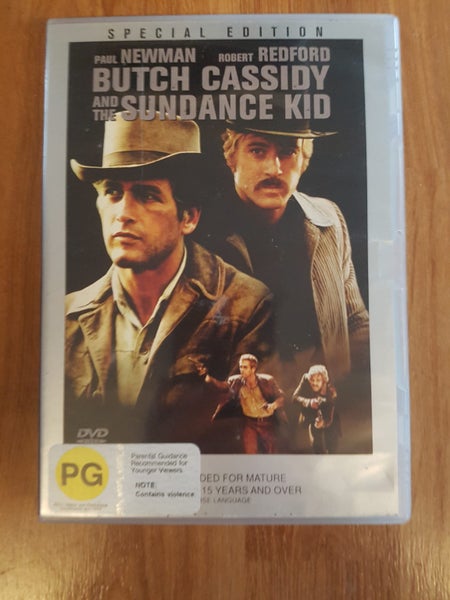 SPECIAL EDITION
PAUL NEWMAN ROBERT REDFORD
BUTCH CASSIDY
AND THE SUNDANCE KID
DVD
PG
Parental Guidance
Recommended for
Younger Viewers.
NOTE:
Contains violence
DED FOR MATURE
15 YEARS AND OVER
LANGUAGE